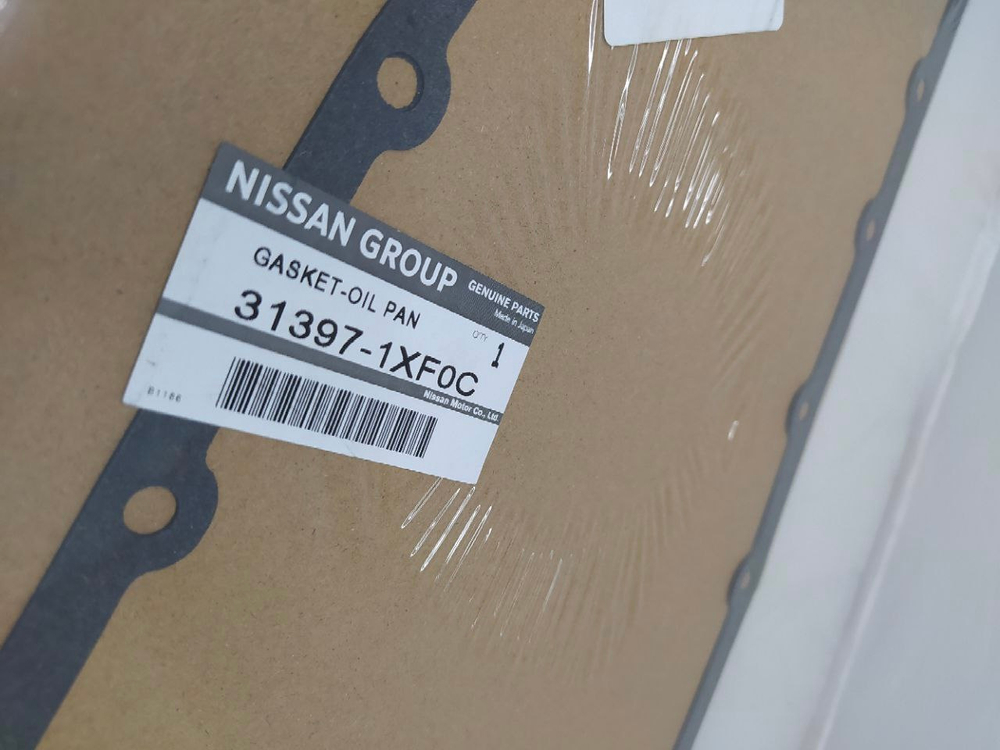 NISSAN GROUP
GENUINE PARTS
Made in Japan
GASKET-OIL PAN
QTY 1
31397-1XF0C
Nissan Motor Co., Ltd.
B1186